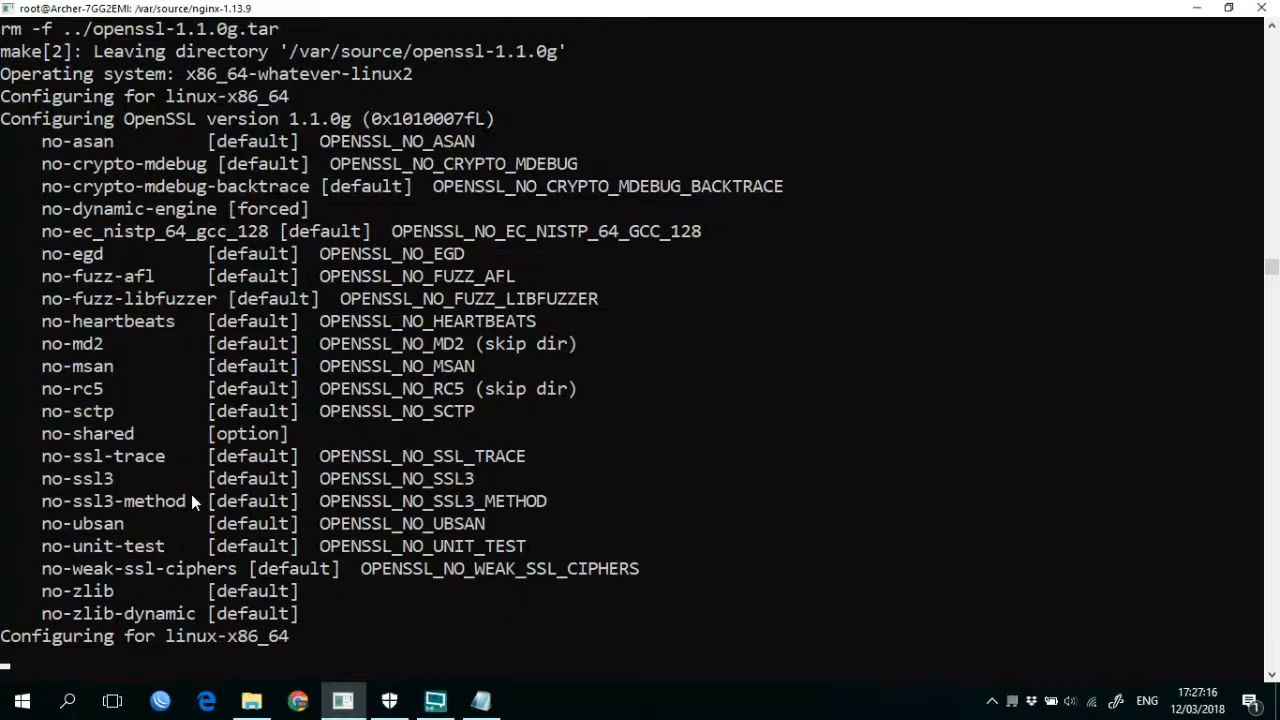 root@Archer-7GG2EMI: /var/source/nginx-1.13.9
rm -f ../openssl-1.1.0g.tar
make[2]: Leaving directory '/var/source/openssl-1.1.0g'
Operating system: x86_64-whatever-linux2
Configuring for linux-x86_64
Configuring OpenSSL version 1.1.0g (0x1010007fL)
no-asan [default] OPENSSL_NO_ASAN
no-crypto-mdebug [default] OPENSSL_NO_CRYPTO_MDEBUG
no-crypto-mdebug-backtrace [default] OPENSSL_NO_CRYPTO_MDEBUG_BACKTRACE
no-dynamic-engine [forced]
no-ec_nistp_64_gcc_128 [default] OPENSSL_NO_EC_NISTP_64_GCC_128
no-egd [default] OPENSSL_NO_EGD
no-fuzz-afl [default] OPENSSL_NO_FUZZ_AFL
no-fuzz-libfuzzer [default] OPENSSL_NO_FUZZ_LIBFUZZER
no-heartbeats [default] OPENSSL_NO_HEARTBEATS
no-md2 [default] OPENSSL_NO_MD2 (skip dir)
no-msan [default] OPENSSL_NO_MSAN
no-rc5 [default] OPENSSL_NO_RC5 (skip dir)
no-sctp [default] OPENSSL_NO_SCTP
no-shared [option]
no-ssl-trace [default] OPENSSL_NO_SSL_TRACE
no-ssl3 [default] OPENSSL_NO_SSL3
no-ssl3-method [default] OPENSSL_NO_SSL3_METHOD
no-ubsan [default] OPENSSL_NO_UBSAN
no-unit-test [default] OPENSSL_NO_UNIT_TEST
no-weak-ssl-ciphers [default] OPENSSL_NO_WEAK_SSL_CIPHERS
no-zlib [default]
no-zlib-dynamic [default]
Configuring for linux-x86_64
ENG
17:27:16
12/03/2018
1